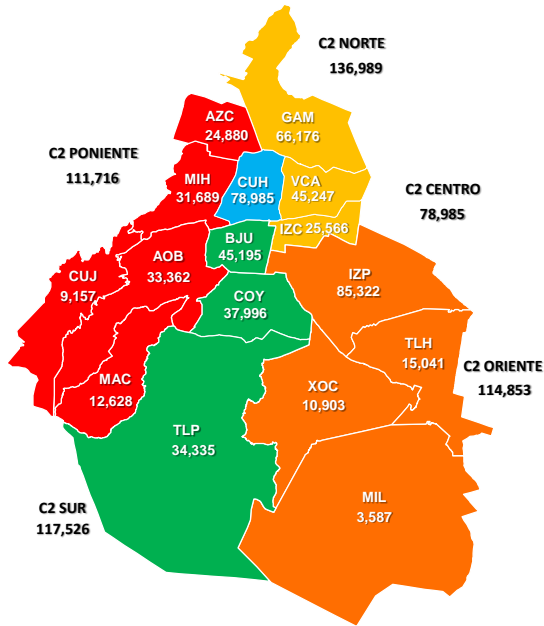 C2 NORTE
136,989
AZC
24,880
GAM
66,176
C2 PONIENTE
111,716
MIH
31,689
CUH
78,985
VCA
45,247
C2 CENTRO
78,985
IZC 25,566
BJU
45,195
AOB
33,362
CUJ
9,157
IZP
85,322
COY
37,996
TLH
15,041
C2 ORIENTE
114,853
MAC
12,628
XOC
10,903
TLP
34,335
MIL
3,587
C2 SUR
117,526